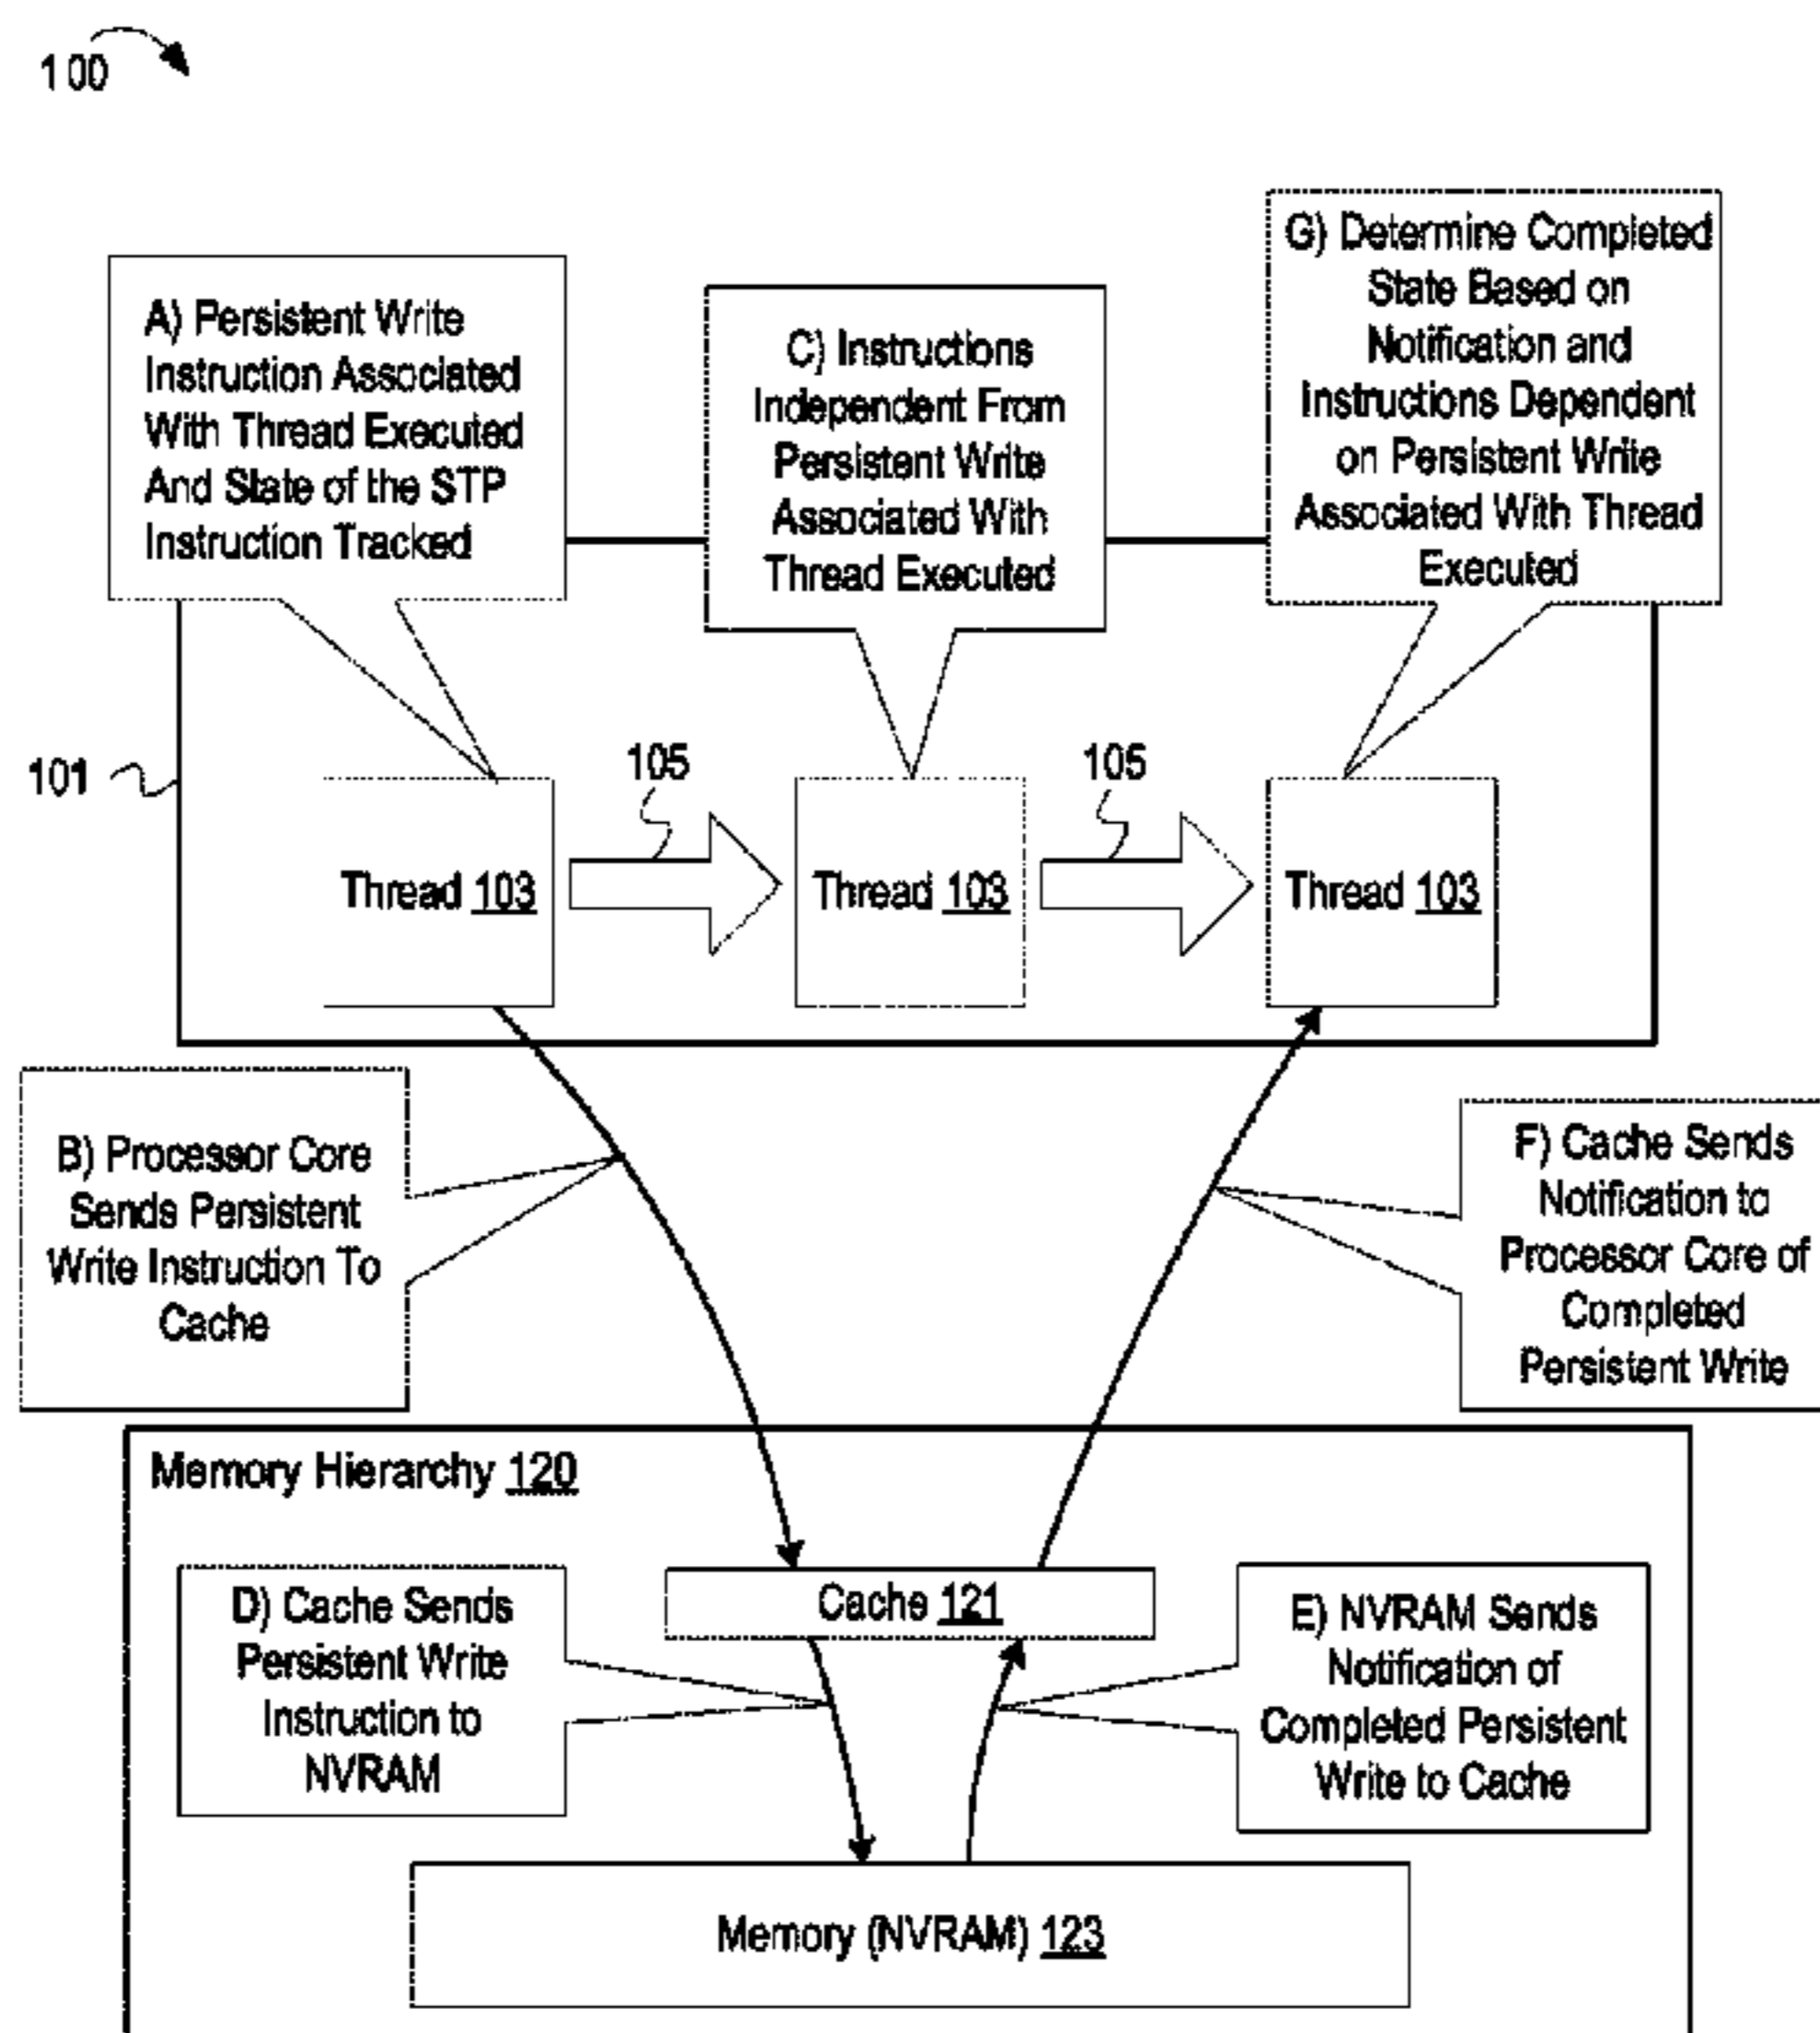 100
A) Persistent Write
Instruction Associated
With Thread Executed
And State of the STP
Instruction Tracked
C) Instructions
Independent From
Persistent Write
Associated With
Thread Executed
G) Determine Completed
State Based on
Notification and
Instructions Dependent
on Persistent Write
Associated With Thread
Executed
101
105
105
Thread 103
Thread 103
Thread 103
B) Processor Core
Sends Persistent
Write Instruction To
Cache
F) Cache Sends
Notification to
Processor Core of
Completed
Persistent Write
Memory Hierarchy 120
D) Cache Sends
Persistent Write
Instruction to
NVRAM
Cache 121
E) NVRAM Sends
Notification of
Completed Persistent
Write to Cache
Memory (NVRAM) 123